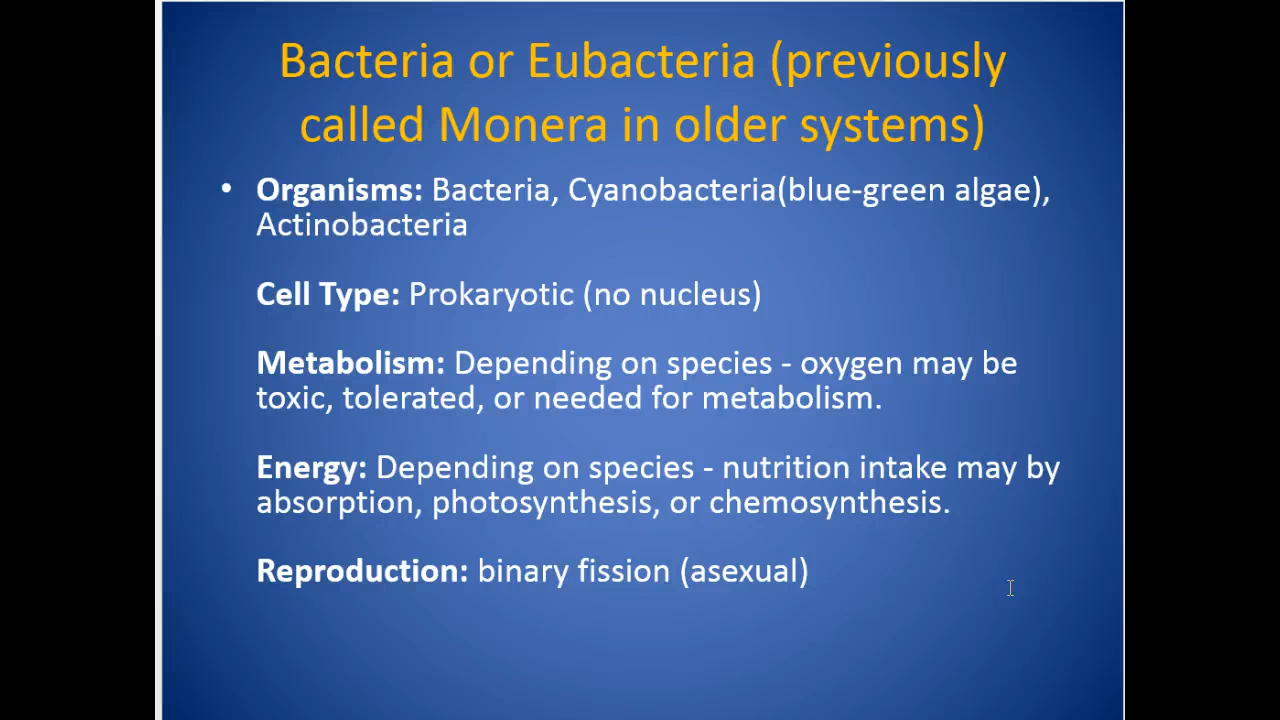 Bacteria or Eubacteria (previously
called Monera in older systems)
• Organisms: Bacteria, Cyanobacteria(blue-green algae),
Actinobacteria
Cell Type: Prokaryotic (no nucleus)
Metabolism: Depending on species - oxygen may be
toxic, tolerated, or needed for metabolism.
Energy: Depending on species - nutrition intake may by
absorption, photosynthesis, or chemosynthesis.
Reproduction: binary fission (asexual)